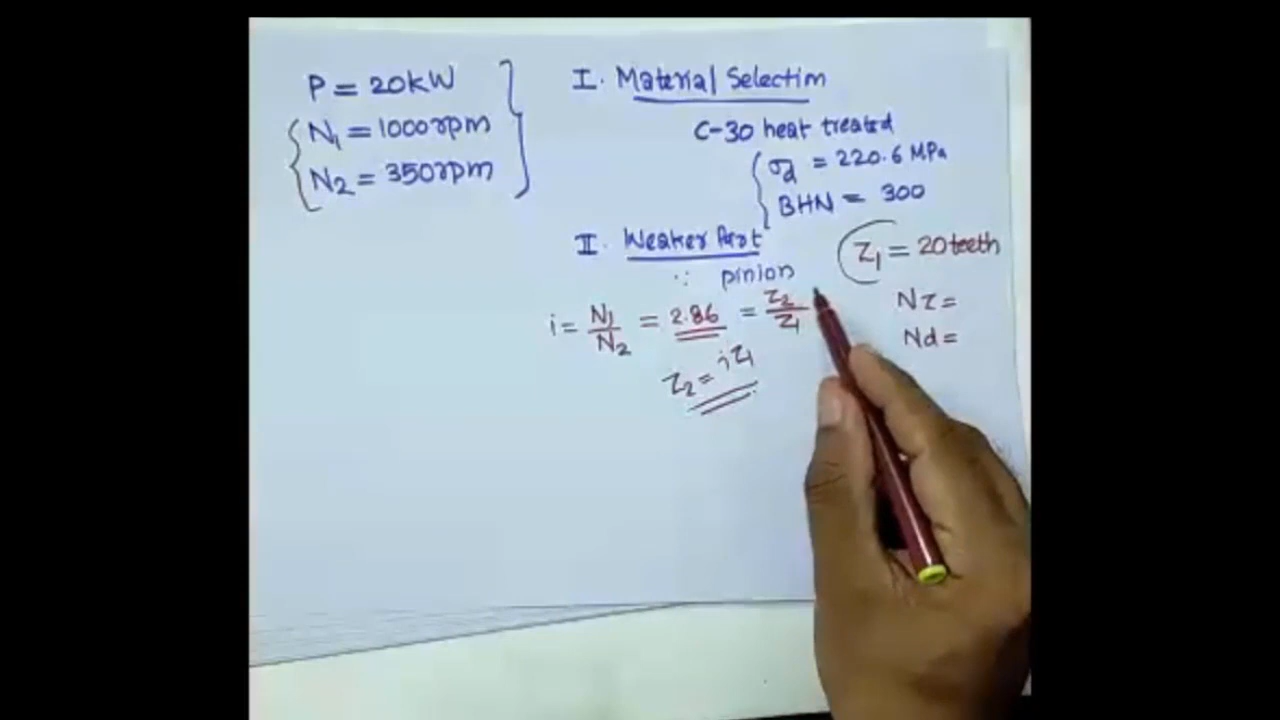 P = 20kW
N1 = 1000rpm
N2 = 350rpm
I. Material Selection
C-30 heat treated
σd = 220.6 MPa
BHN = 300
II. Weaker Part
∵ pinion
Z1 = 20 teeth
i = N1/N2 = 2.86 = Z2/Z1
Z2 = iZ1
Nz =
Nd =